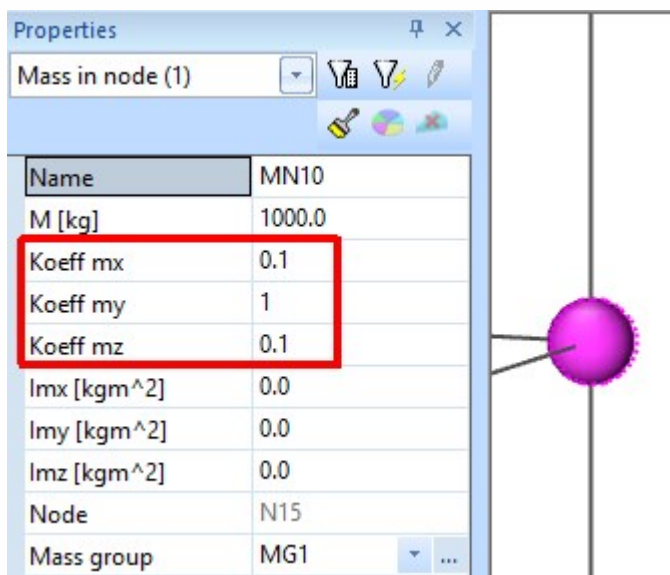 Properties
Mass in node (1)
Name MN10
M [kg] 1000.0
Koeff mx 0.1
Koeff my 1
Koeff mz 0.1
Imx [kgm^2] 0.0
Imy [kgm^2] 0.0
Imz [kgm^2] 0.0
Node N15
Mass group MG1 ...